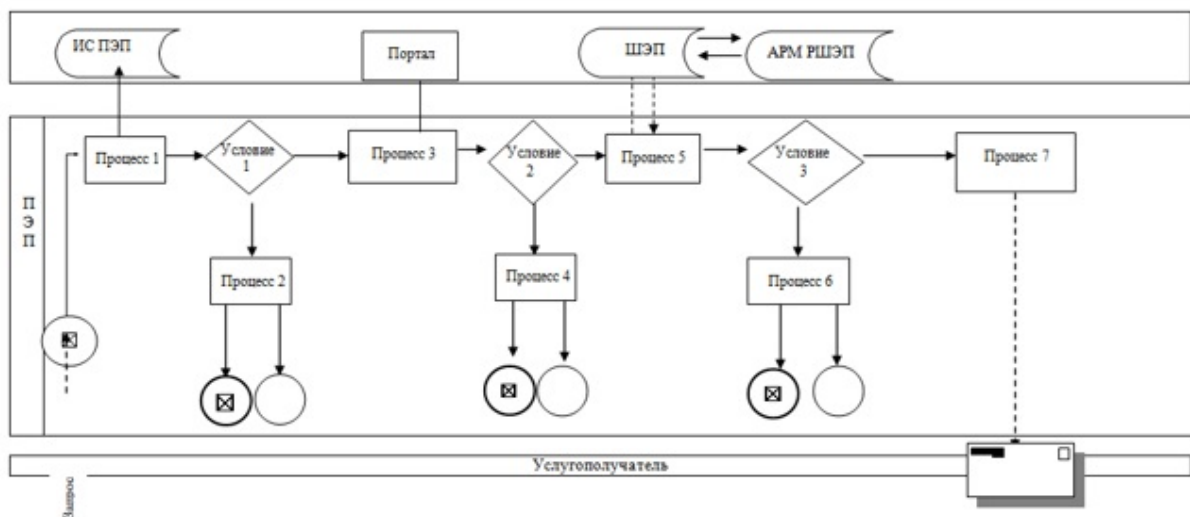 ИС ПЭП
Портал
ШЭП
АРМ РШЭП
ПЭП
Процесс 1
Условие
1
Процесс 3
Условие
2
Процесс 5
Условие
3
Процесс 7
Процесс 2
Процесс 4
Процесс 6
Услугополучатель
Запрос